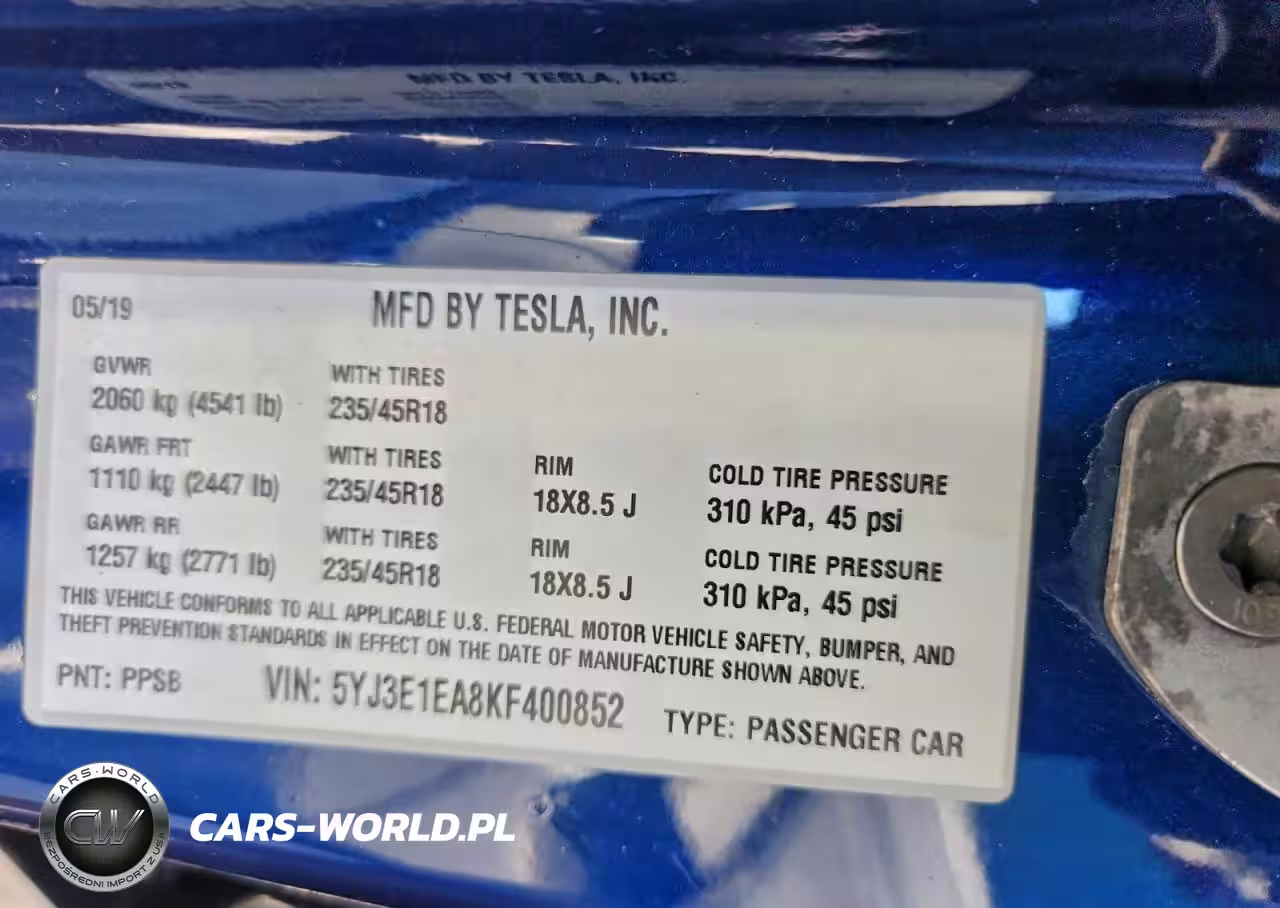 MFD BY TESLA, INC.
05/19 MFD BY TESLA, INC.
GVWR WITH TIRES
2060 kg (4541 lb) 235/45R18
GAWR FRT WITH TIRES RIM COLD TIRE PRESSURE
1110 kg (2447 lb) 235/45R18 18X8.5 J 310 kPa, 45 psi
GAWR RR WITH TIRES RIM COLD TIRE PRESSURE
1257 kg (2771 lb) 235/45R18 18X8.5 J 310 kPa, 45 psi
THIS VEHICLE CONFORMS TO ALL APPLICABLE U.S. FEDERAL MOTOR VEHICLE SAFETY, BUMPER, AND
THEFT PREVENTION STANDARDS IN EFFECT ON THE DATE OF MANUFACTURE SHOWN ABOVE.
PNT: PPSB VIN: 5YJ3E1EA8KF400852 TYPE: PASSENGER CAR
CARS-WORLD
CW
BEZPOŚREDNI IMPORT Z USA
CARS-WORLD.PL